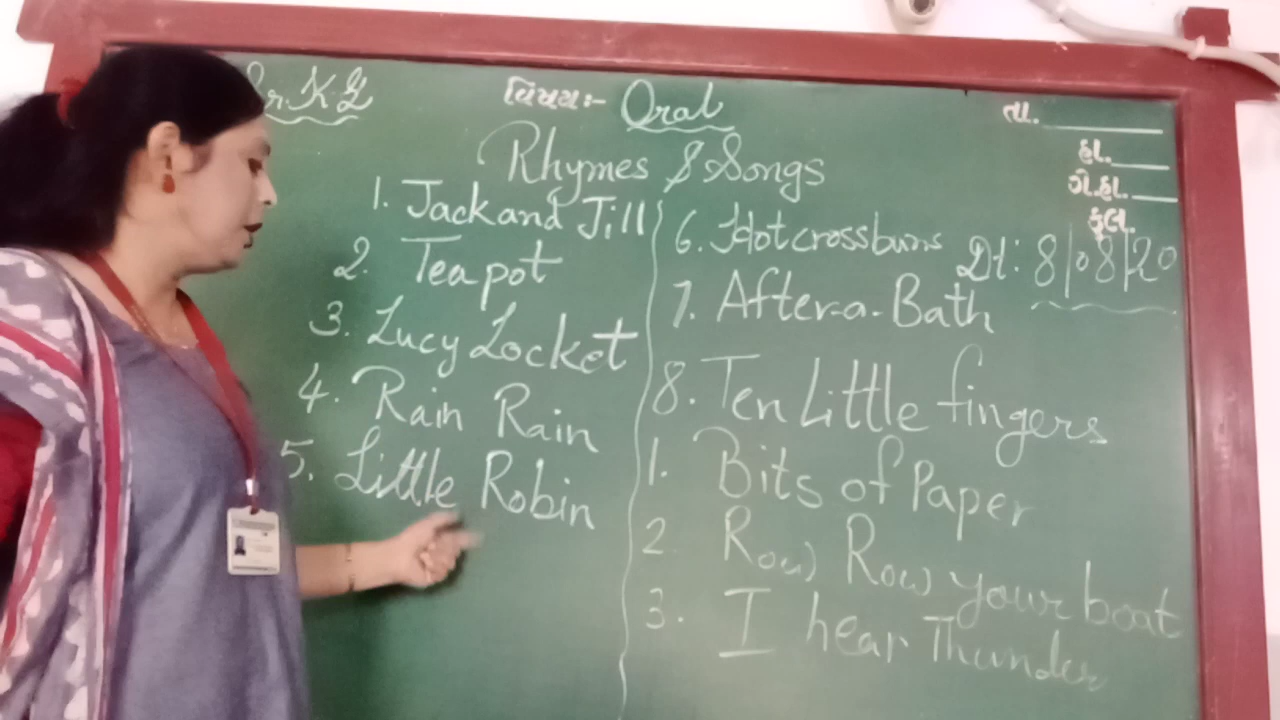 Sr. K.G
વિષય:- Oral
તા.
હા.
ગે.હા.
કુલ.
Dt: 8/08/20
Rhymes & Songs
1. Jack and Jill
2. Tea pot
3. Lucy Locket
4. Rain Rain
5. Little Robin
6. Hot cross buns
7. After-a-Bath
8. Ten Little fingers
1. Bits of Paper
2. Row Row your boat
3. I hear Thunder